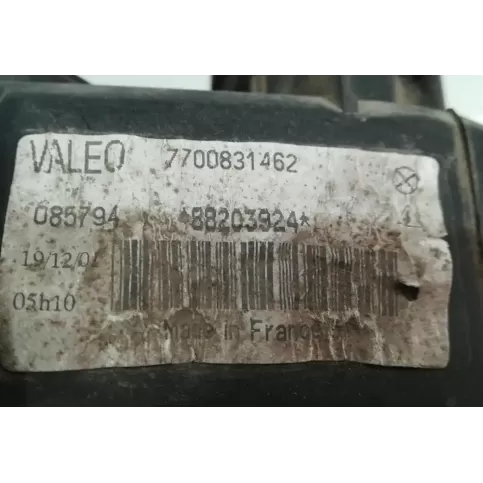 VALEO 7700831462
085794 *88203924*
19/12/01
05h10
Made in France